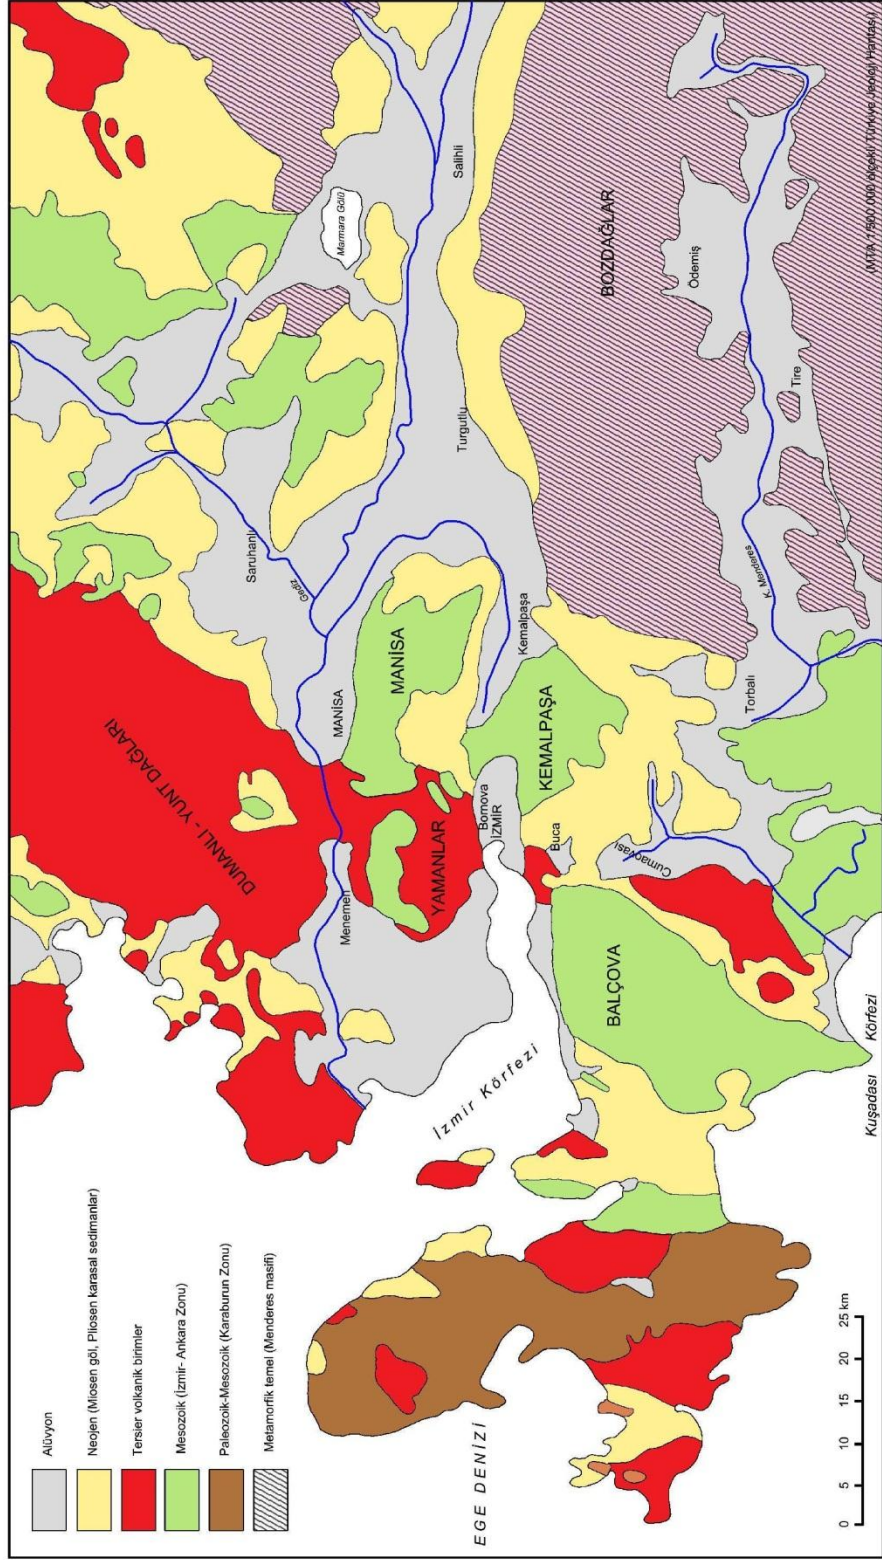 Alüvyon
Neojen (Miosen göl, Pliosen karasal sedimanlar)
Tersier volkanik birimler
Mesozoik (İzmir- Ankara Zonu)
Paleozoik-Mesozoik (Karaburun Zonu)
Metamorfik temel (Menderes masifi)
DUMANLI - YUNT DAĞLARI
Saruhanlı
Gediz
Marmara Gölü
Salihli
Turgutlu
MANİSA
MANİSA
Menemen
YAMANLAR
Bornova
İZMİR
Kemalpaşa
KEMALPAŞA
Buca
İzmir Körfezi
BALÇOVA
Cumaovası
BOZDAĞLAR
Ödemiş
Tire
K. Menderes
Torbalı
EGE DENİZİ
Kuşadası Körfezi
0 5 10 15 20 25 km
(MTA 1/500.000 ölçekli Türkiye Jeoloji Haritası)